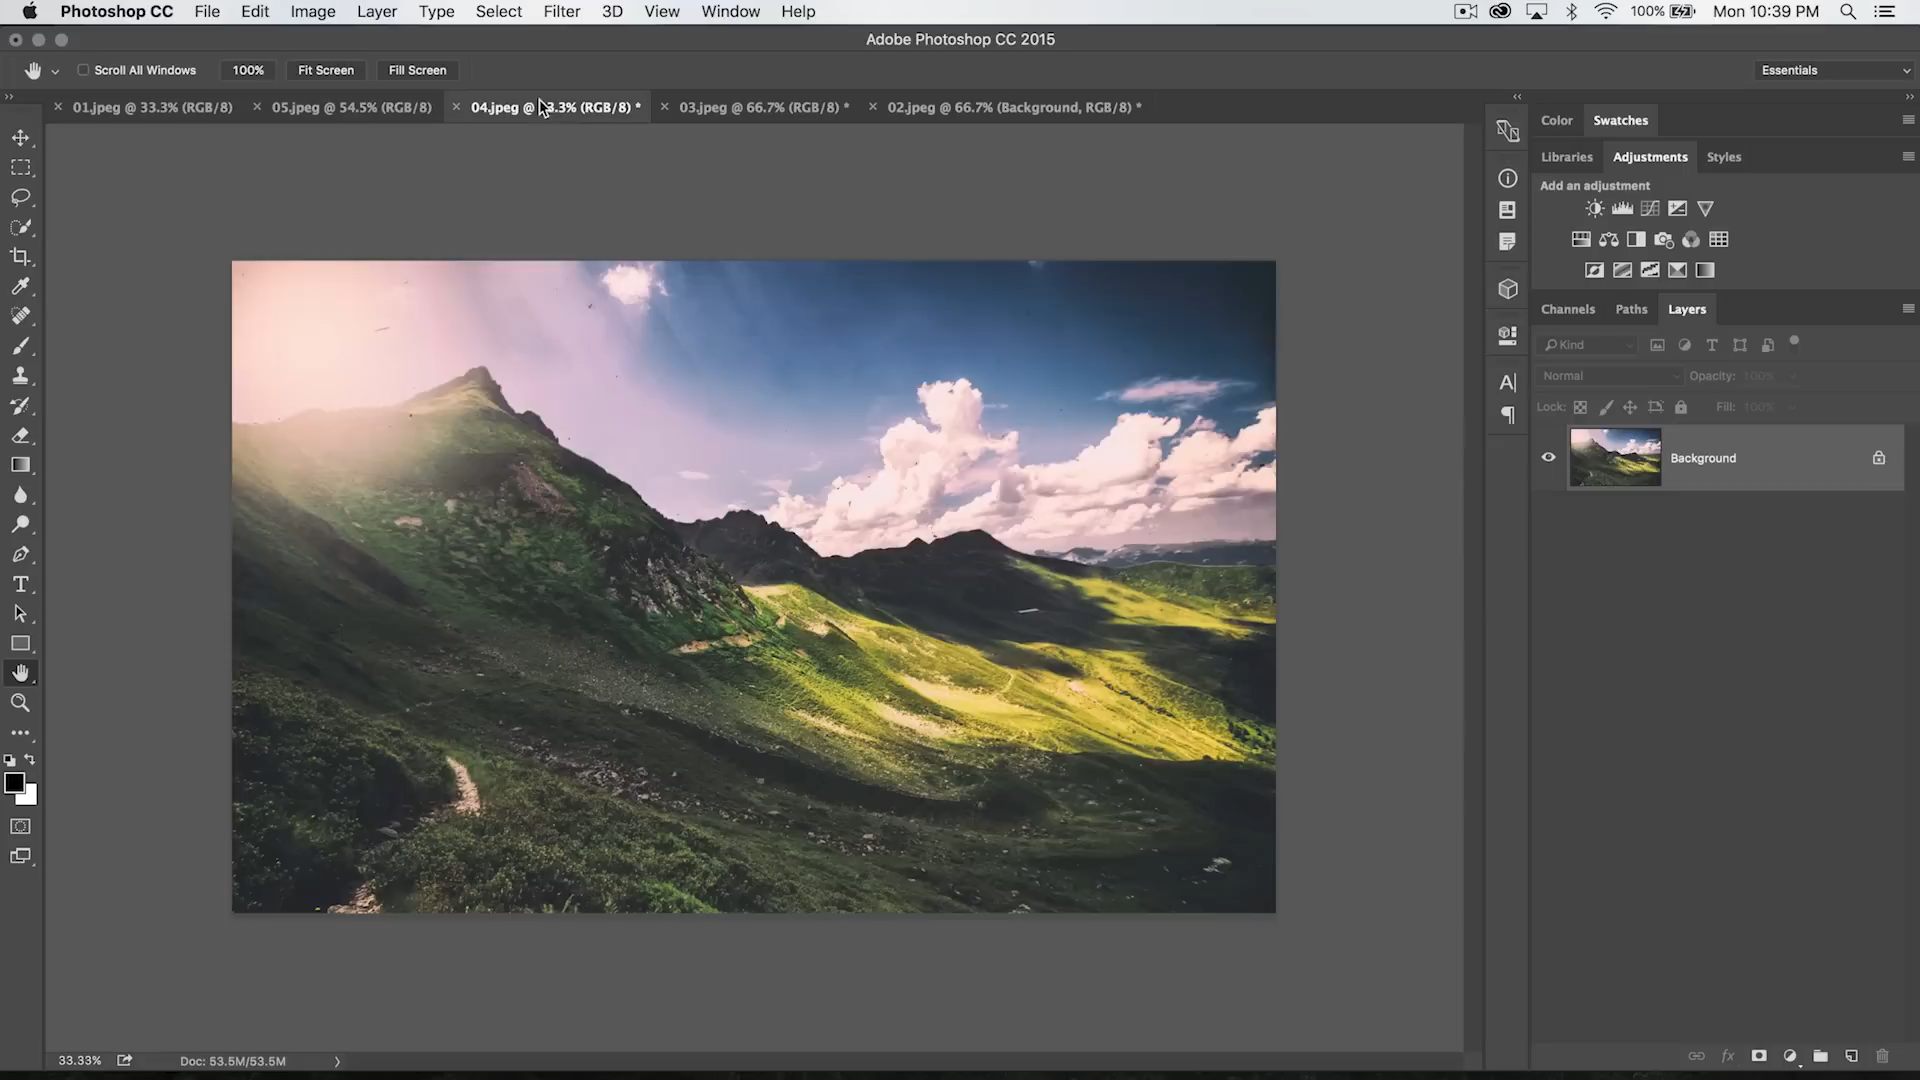 Photoshop CC File Edit Image Layer Type Select Filter 3D View Window Help 100% Mon 10:39 PM
Adobe Photoshop CC 2015
Scroll All Windows 100% Fit Screen Fill Screen Essentials
01.jpeg @ 33.3% (RGB/8) 05.jpeg @ 54.5% (RGB/8) 04.jpeg @ 3.3% (RGB/8) * 03.jpeg @ 66.7% (RGB/8) * 02.jpeg @ 66.7% (Background, RGB/8) *
Color Swatches
Libraries Adjustments Styles
Add an adjustment
Channels Paths Layers
Kind
Normal Opacity: 100%
Lock: Fill: 100%
Background
33.33% Doc: 53.5M/53.5M